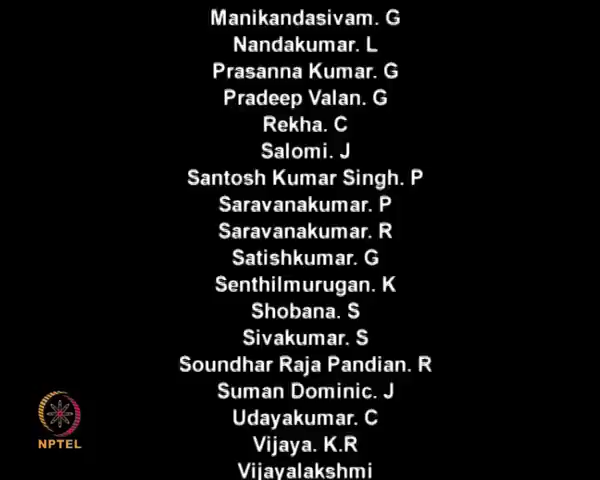 Manikandasivam. G
Nandakumar. L
Prasanna Kumar. G
Pradeep Valan. G
Rekha. C
Salomi. J
Santosh Kumar Singh. P
Saravanakumar. P
Saravanakumar. R
Satishkumar. G
Senthilmurugan. K
Shobana. S
Sivakumar. S
Soundhar Raja Pandian. R
Suman Dominic. J
Udayakumar. C
Vijaya. K.R
Vijayalakshmi
NPTEL